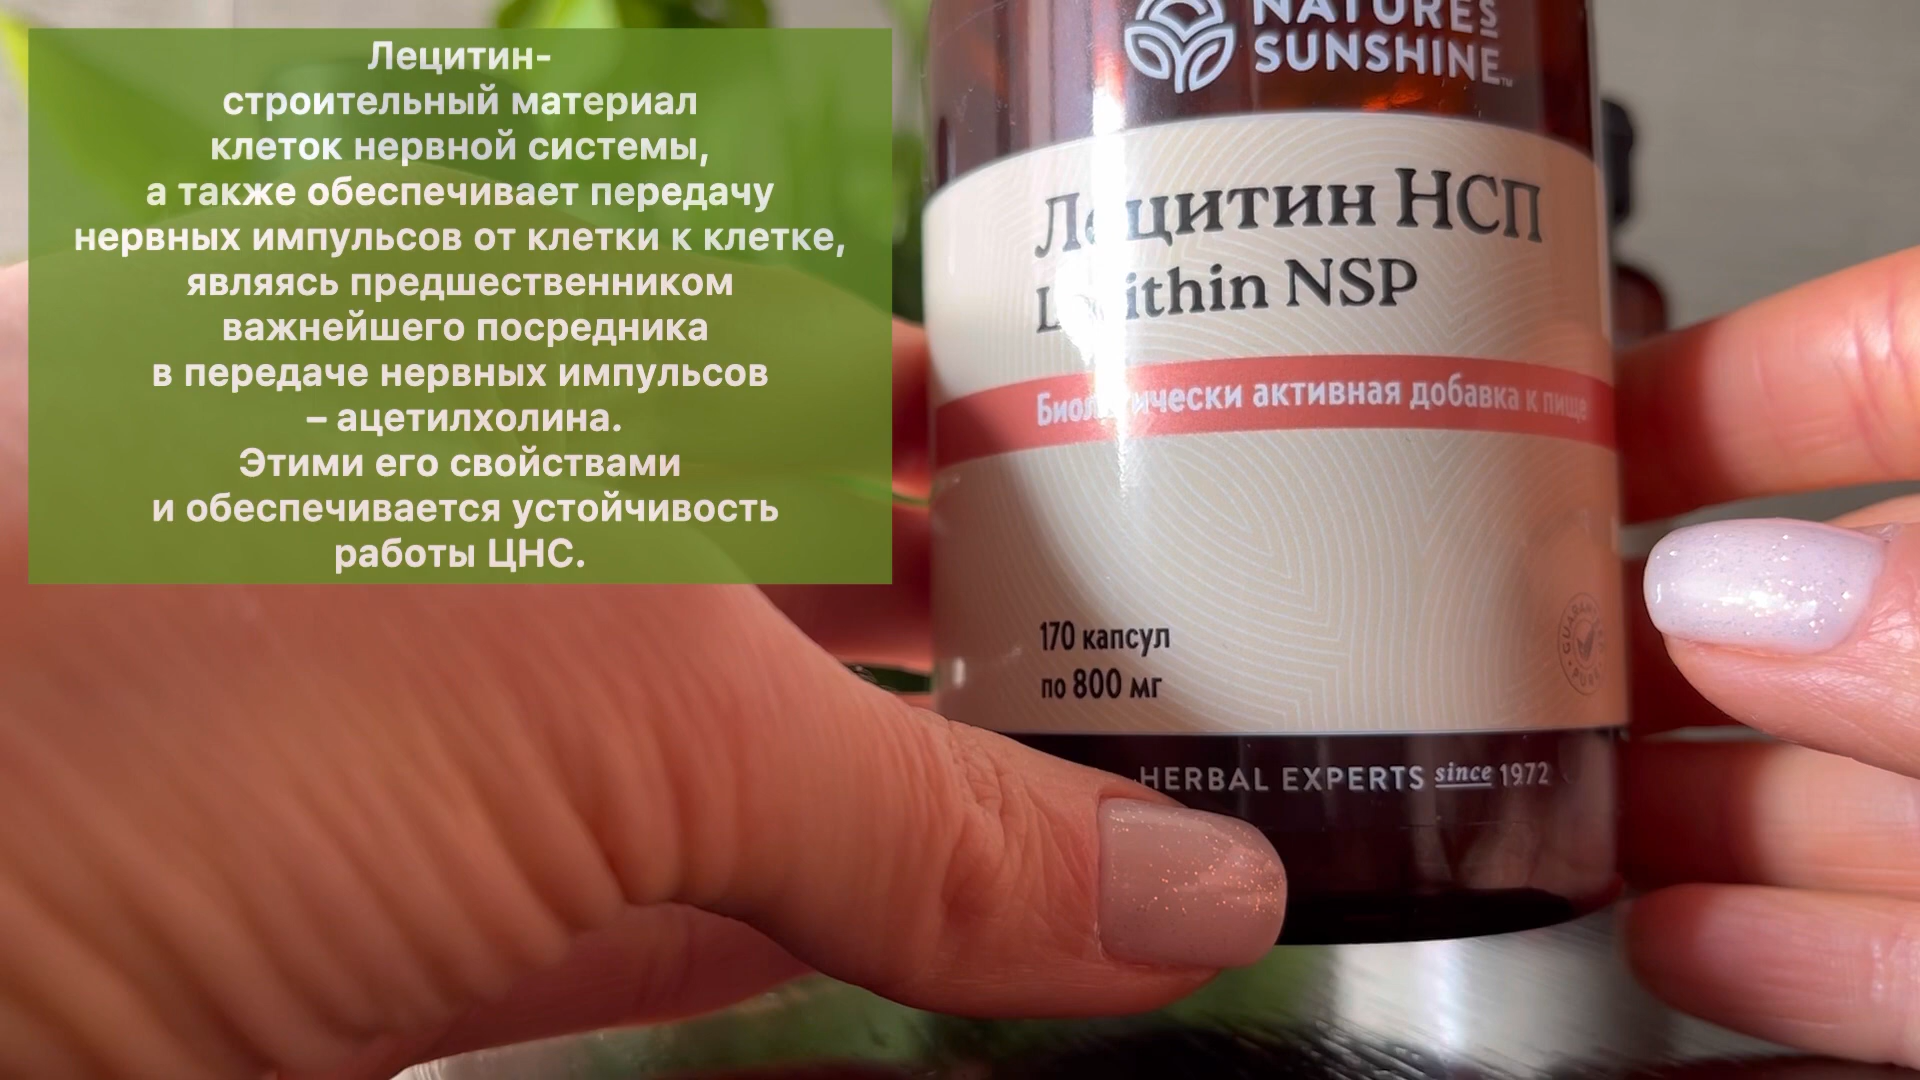 Лецитин-
строительный материал
клеток нервной системы,
а также обеспечивает передачу
нервных импульсов от клетки к клетке,
являясь предшественником
важнейшего посредника
в передаче нервных импульсов
– ацетилхолина.
Этими его свойствами
и обеспечивается устойчивость
работы ЦНС.
NATURE'S
SUNSHINE™
Лецитин НСП
Lecithin NSP
Биологически активная добавка к пище
170 капсул
по 800 мг
HERBAL EXPERTS since 1972